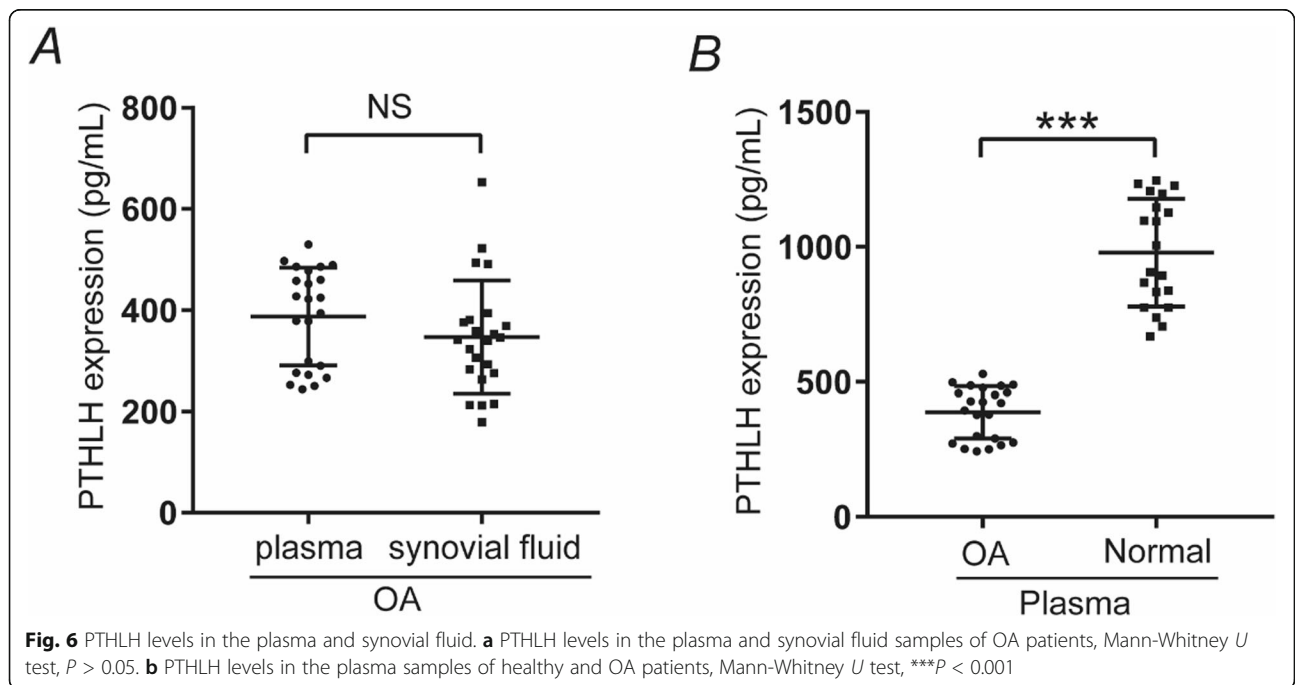 A
PTHLH expression (pg/mL)
800
600
400
200
0
NS
plasma synovial fluid
OA
B
PTHLH expression (pg/mL)
1500
1000
500
0
***
OA Normal
Plasma
Fig. 6 PTHLH levels in the plasma and synovial fluid. a PTHLH levels in the plasma and synovial fluid samples of OA patients, Mann-Whitney U
test, P > 0.05. b PTHLH levels in the plasma samples of healthy and OA patients, Mann-Whitney U test, ***P < 0.001